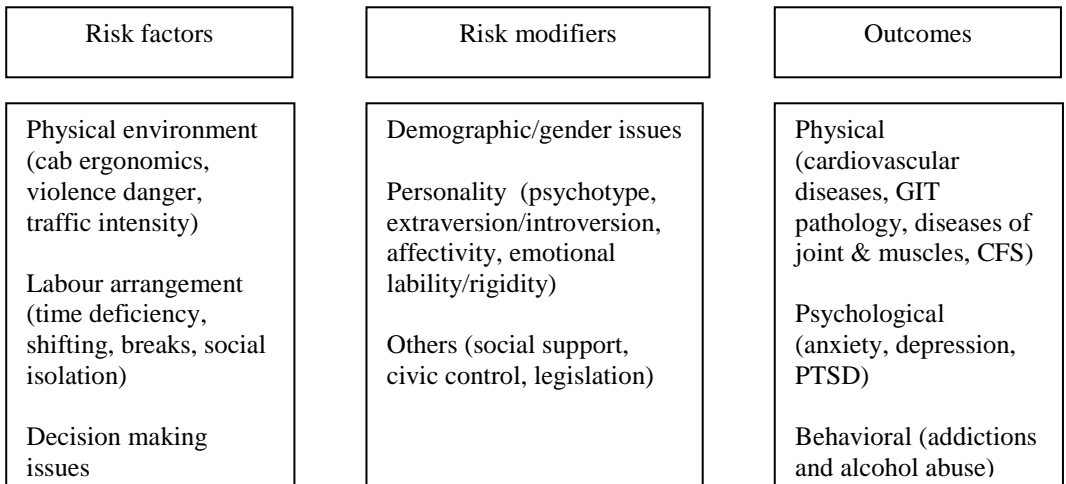 Risk factors
Risk modifiers
Outcomes
Physical environment
(cab ergonomics,
violence danger,
traffic intensity)
Labour arrangement
(time deficiency,
shifting, breaks, social
isolation)
Decision making
issues
Demographic/gender issues
Personality (psychotype,
extraversion/introversion,
affectivity, emotional
lability/rigidity)
Others (social support,
civic control, legislation)
Physical
(cardiovascular
diseases, GIT
pathology, diseases of
joint & muscles, CFS)
Psychological
(anxiety, depression,
PTSD)
Behavioral (addictions
and alcohol abuse)